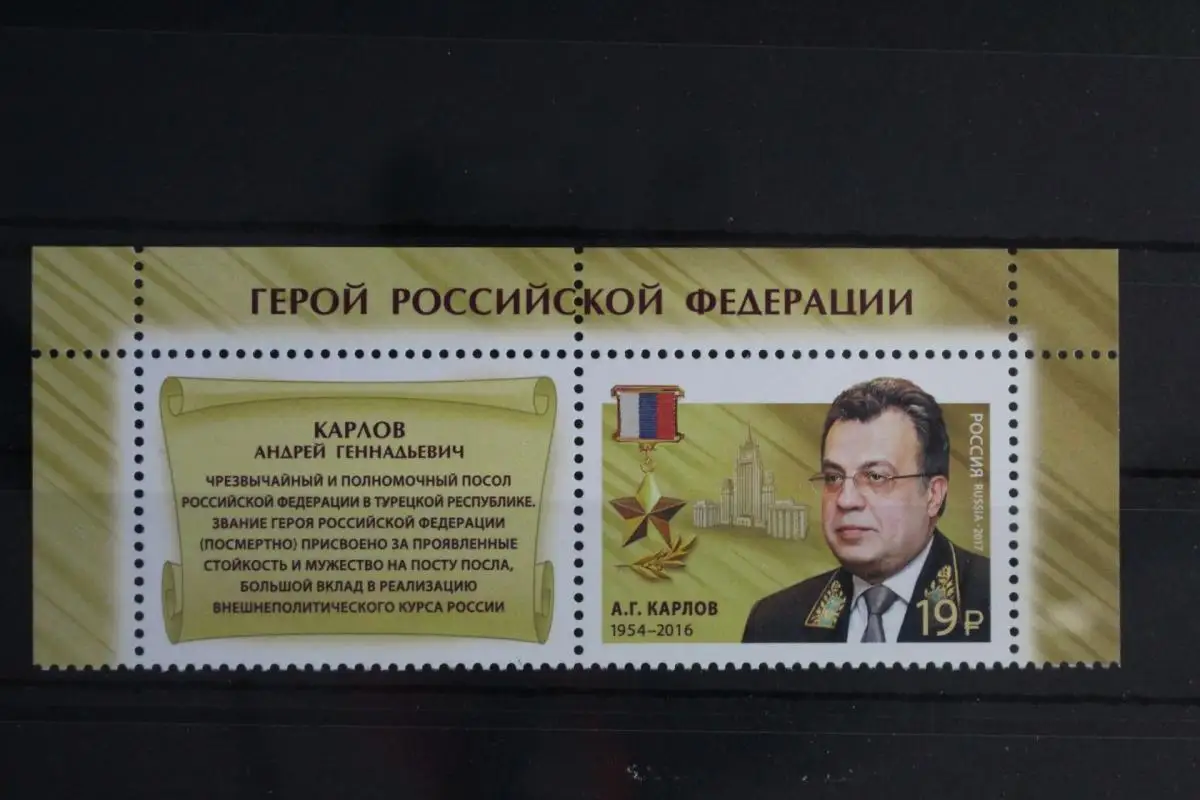 ГЕРОЙ РОССИЙСКОЙ ФЕДЕРАЦИИ
КАРЛОВ
АНДРЕЙ ГЕННАДЬЕВИЧ
ЧРЕЗВЫЧАЙНЫЙ И ПОЛНОМОЧНЫЙ ПОСОЛ
РОССИЙСКОЙ ФЕДЕРАЦИИ В ТУРЕЦКОЙ РЕСПУБЛИКЕ.
ЗВАНИЕ ГЕРОЯ РОССИЙСКОЙ ФЕДЕРАЦИИ
(ПОСМЕРТНО) ПРИСВОЕНО ЗА ПРОЯВЛЕННЫЕ
СТОЙКОСТЬ И МУЖЕСТВО НА ПОСТУ ПОСЛА,
БОЛЬШОЙ ВКЛАД В РЕАЛИЗАЦИЮ
ВНЕШНЕПОЛИТИЧЕСКОГО КУРСА РОССИИ
РОССИЯ RUSSIA·2017
А.Г. КАРЛОВ
1954–2016
19₽